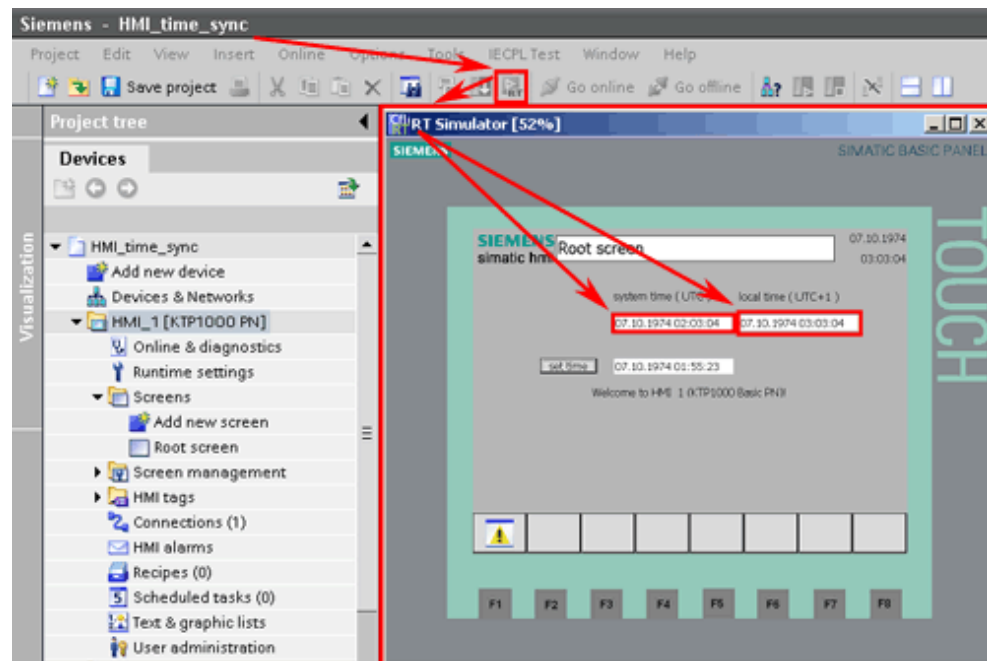 Siemens - HMI_time_sync
Project Edit View Insert Online Options Tools IECPL Test Window Help
Save project Go online Go offline
Project tree
RT Simulator [52%]
Devices
SIEMENS SIMATIC BASIC PANEL
Visualization
TOUCH
HMI_time_sync
Add new device
Devices & Networks
HMI_1 [KTP1000 PN]
Online & diagnostics
Runtime settings
Screens
Add new screen
Root screen
Screen management
HMI tags
Connections (1)
HMI alarms
Recipes (0)
Scheduled tasks (0)
Text & graphic lists
User administration
SIEMENS
simatic hmi
Root screen
07.10.1974
03:03:04
system time ( UTC ) local time ( UTC+1 )
07.10.1974 02:03:04 07.10.1974 03:03:04
set time 07.10.1974 01:55:23
Welcome to HMI_1 (KTP1000 Basic PN)!
F1 F2 F3 F4 F5 F6 F7 F8